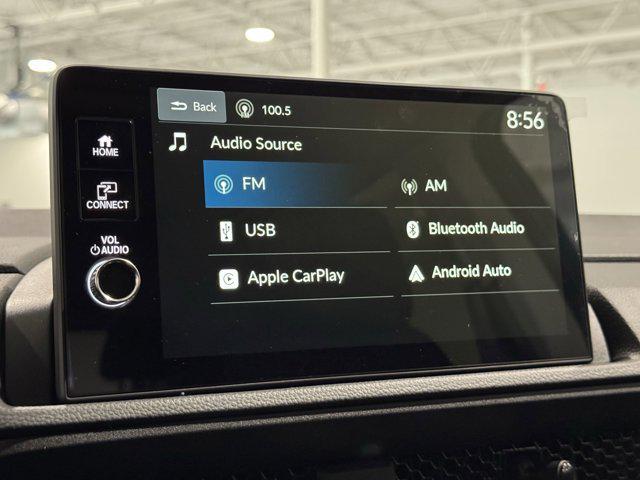 Back 100.5 8:56
Audio Source
HOME
CONNECT
VOL
AUDIO
FM AM
USB Bluetooth Audio
Apple CarPlay Android Auto